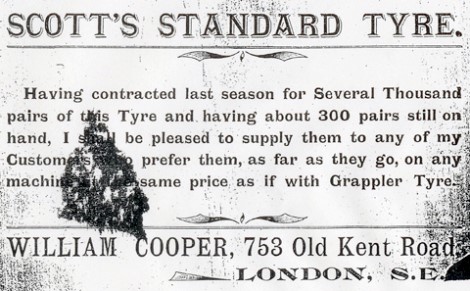 SCOTT'S STANDARD TYRE.
Having contracted last season for Several Thousand
pairs of this Tyre and having about 300 pairs still on
hand, I shall be pleased to supply them to any of my
Customers who prefer them, as far as they go, on any
machine at the same price as if with Grappler Tyre.
WILLIAM COOPER, 753 Old Kent Road
LONDON, S.E.